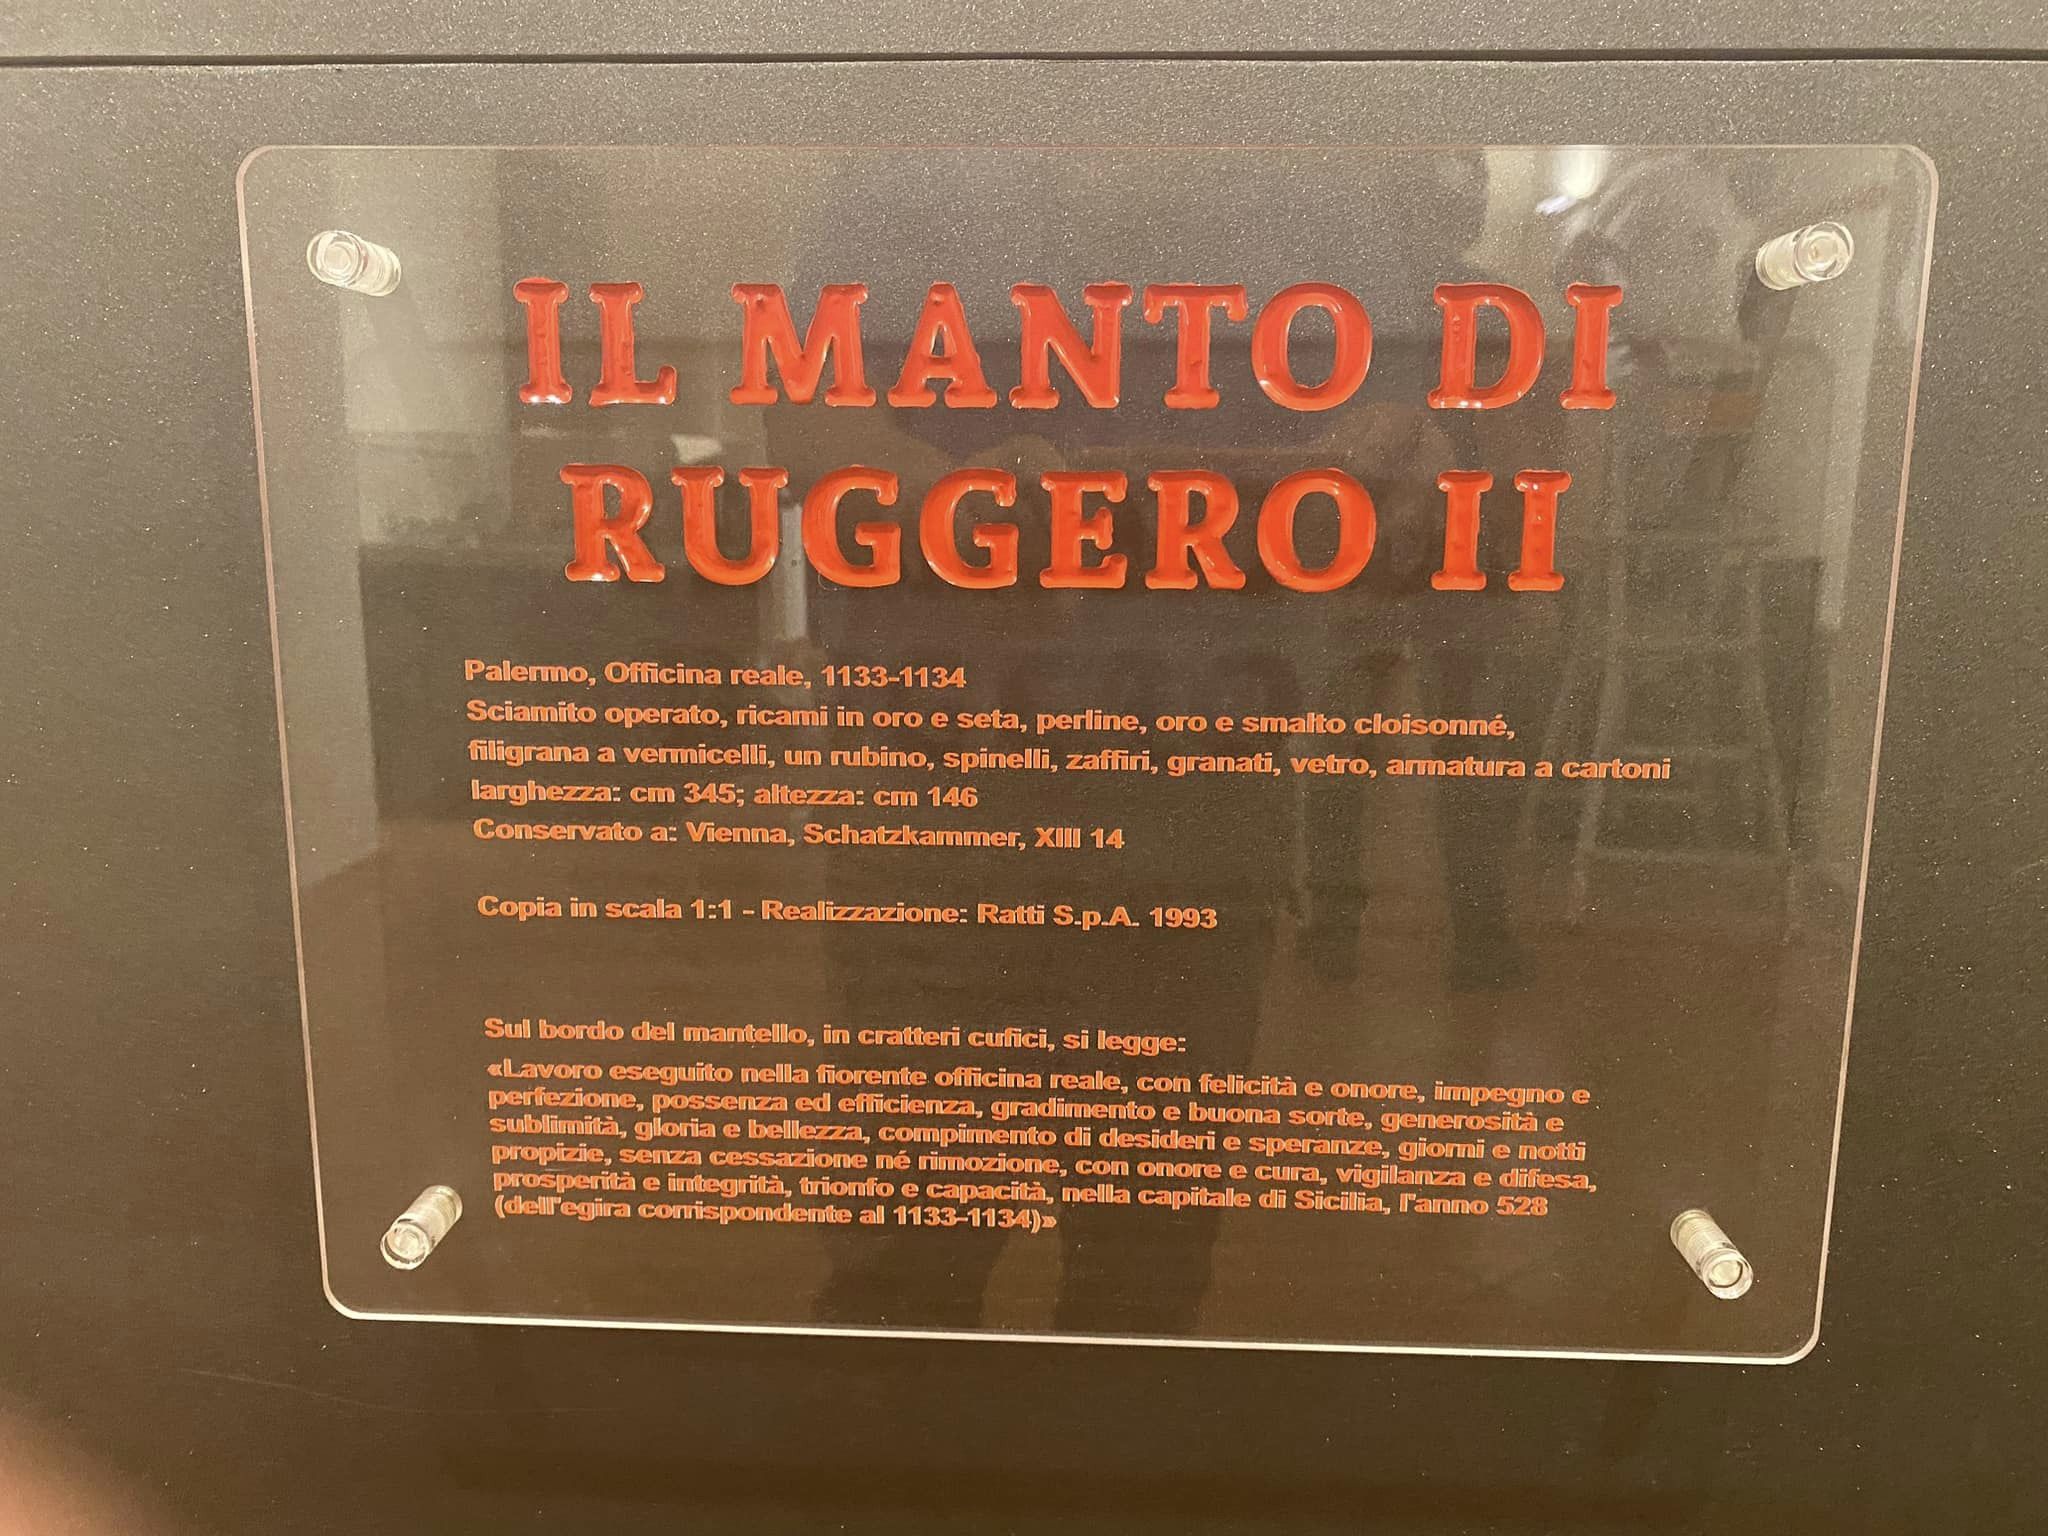 IL MANTO DI
RUGGERO II
Palermo, Officina reale, 1133-1134
Sciamito operato, ricami in oro e seta, perline, oro e smalto cloisonné,
filigrana a vermicelli, un rubino, spinelli, zaffiri, granati, vetro, armatura a cartoni
larghezza: cm 345; altezza: cm 146
Conservato a: Vienna, Schatzkammer, XIII 14
Copia in scala 1:1 - Realizzazione: Ratti S.p.A. 1993
Sul bordo del mantello, in cratteri cufici, si legge:
«Lavoro eseguito nella fiorente officina reale, con felicità e onore, impegno e
perfezione, possenza ed efficienza, gradimento e buona sorte, generosità e
sublimità, gloria e bellezza, compimento di desideri e speranze, giorni e notti
propizie, senza cessazione né rimozione, con onore e cura, vigilanza e difesa,
prosperità e integrità, trionfo e capacità, nella capitale di Sicilia, l'anno 528
(dell'egira corrispondente al 1133-1134)»